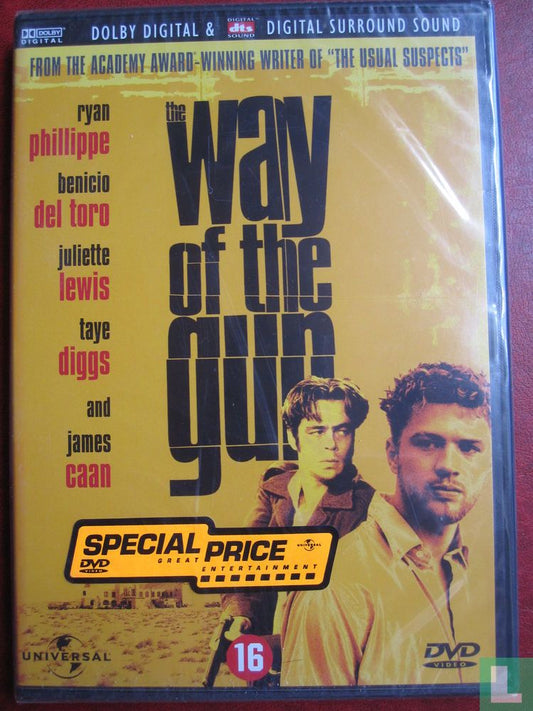 DOLBY DIGITAL
DOLBY DIGITAL & DIGITAL dts SOUND DIGITAL SURROUND SOUND
FROM THE ACADEMY AWARD-WINNING WRITER OF "THE USUAL SUSPECTS"
ryan
phillippe
benicio
del toro
juliette
lewis
taye
diggs
and
james
caan
the
way
of the
gun
SPECIAL PRICE
UNIVERSAL
DVD
VIDEO
GREAT ENTERTAINMENT
UNIVERSAL
16
DVD
VIDEO